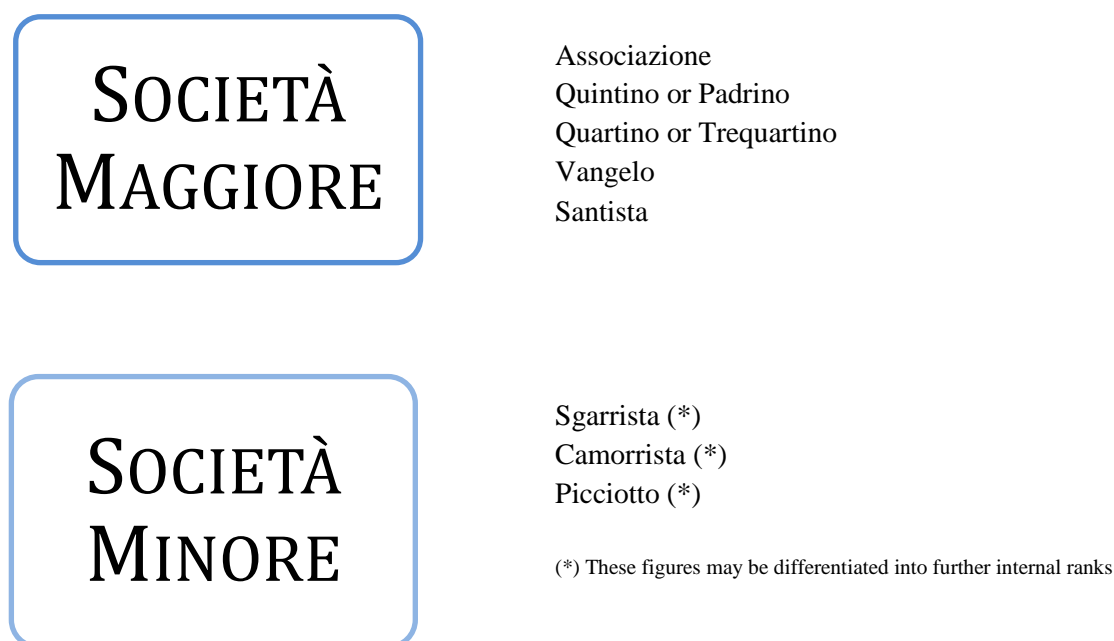 SOCIETÀ
MAGGIORE
Associazione
Quintino or Padrino
Quartino or Trequartino
Vangelo
Santista
SOCIETÀ
MINORE
Sgarrista (*)
Camorrista (*)
Picciotto (*)
(*) These figures may be differentiated into further internal ranks